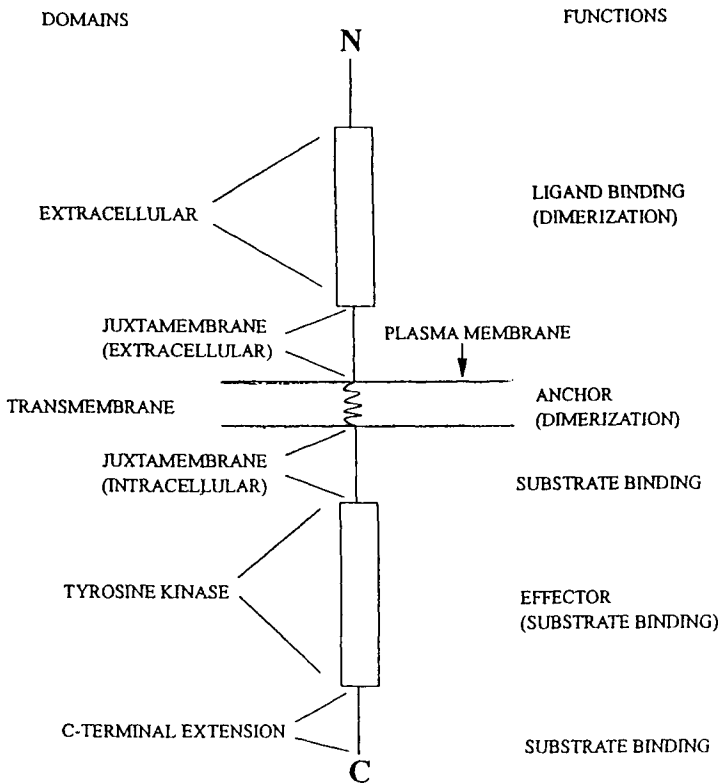 DOMAINS
FUNCTIONS
N
EXTRACELLULAR
LIGAND BINDING
(DIMERIZATION)
JUXTAMEMBRANE
(EXTRACELLULAR)
PLASMA MEMBRANE
TRANSMEMBRANE
ANCHOR
(DIMERIZATION)
JUXTAMEMBRANE
(INTRACELLULAR)
SUBSTRATE BINDING
TYROSINE KINASE
EFFECTOR
(SUBSTRATE BINDING)
C-TERMINAL EXTENSION
SUBSTRATE BINDING
C